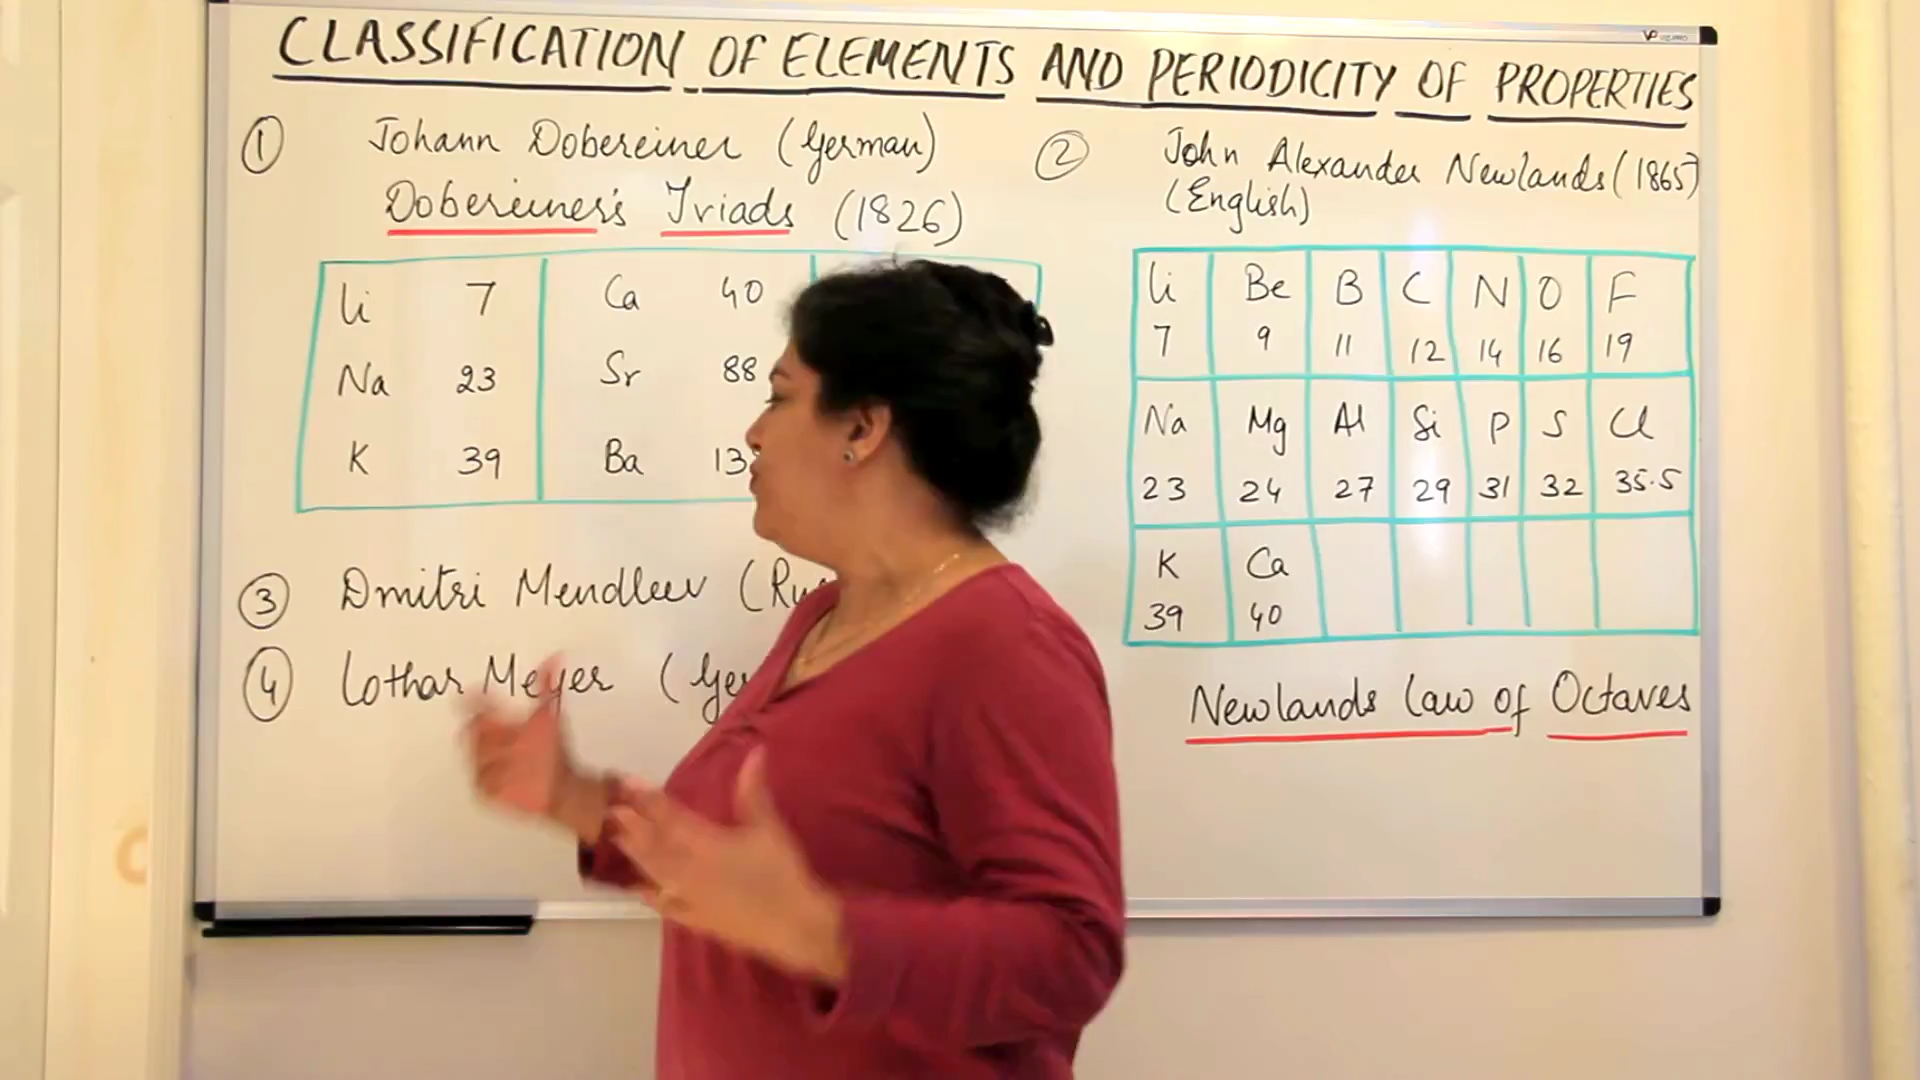 CLASSIFICATION OF ELEMENTS AND PERIODICITY OF PROPERTIES
① Johann Dobereiner (German)
Dobereiner's Triads (1826)
Li 7 Ca 40
Na 23 Sr 88
K 39 Ba
③ Dmitri Mendleev
④ Lothar Meyer
② John Alexander Newlands (1865)
(English)
Li Be B C N O F
7 9 11 12 14 16 19
Na Mg Al Si P S Cl
23 24 27 29 31 32 35.5
K Ca
39 40
Newlands Law of Octaves